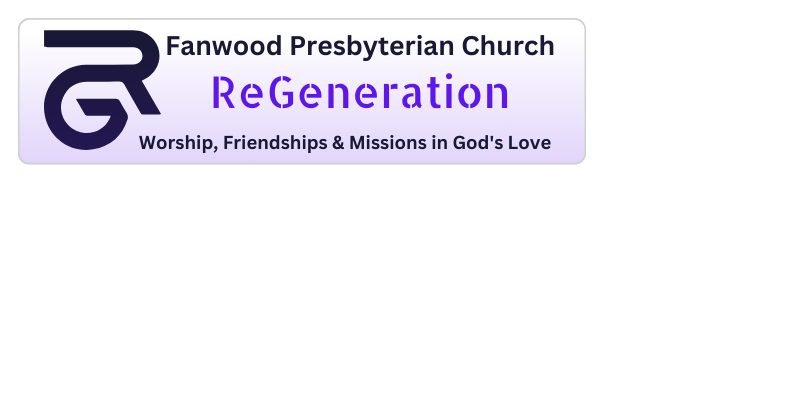 Fanwood Presbyterian Church
ReGeneration
Worship, Friendships & Missions in God's Love